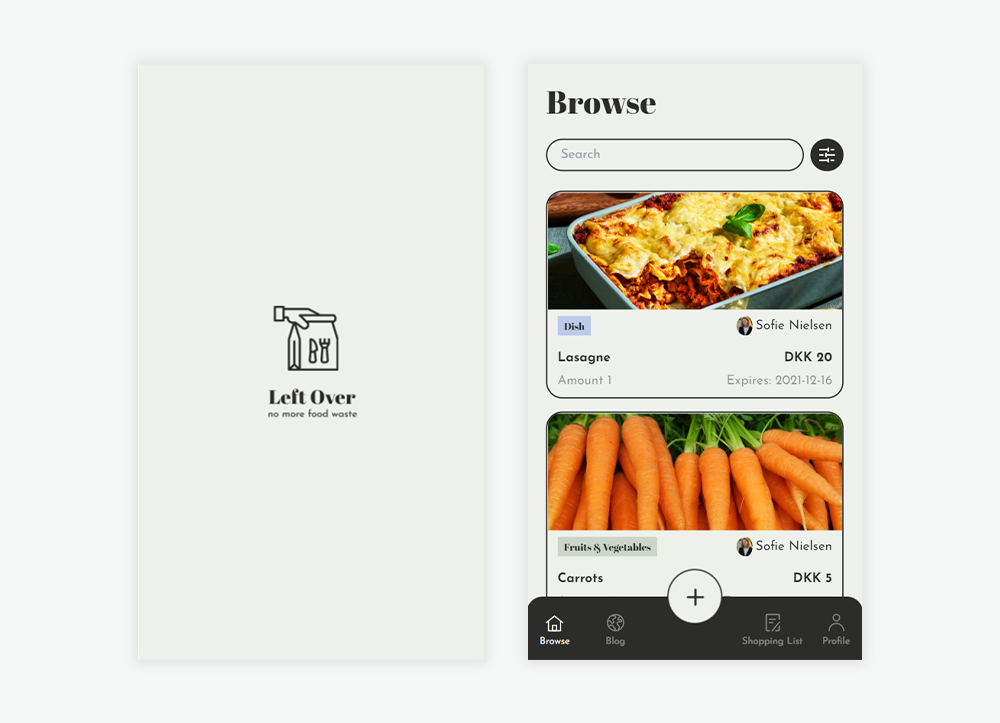 Left Over
no more food waste
Browse
Search
Dish
Sofie Nielsen
Lasagne
DKK 20
Amount 1
Expires: 2021-12-16
Fruits & Vegetables
Sofie Nielsen
Carrots
DKK 5
+
Browse
Blog
Shopping List
Profile